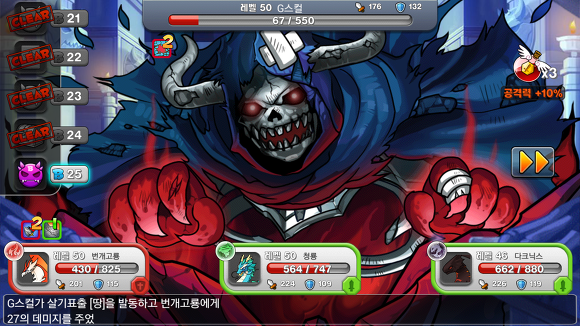 레벨 50 G스컬 176 132
67 / 550
CLEAR B 21
2
CLEAR B 22
x3
공격력 +10%
CLEAR B 23
CLEAR B 24
B 25
2
레벨 50 번개고룡
430 / 825
201 115
레벨 50 청룡
564 / 747
224 109
레벨 46 다크닉스
662 / 880
226 119
G스컬가 살기표출 [땅]을 발동하고 번개고룡에게
27의 데미지를 주었